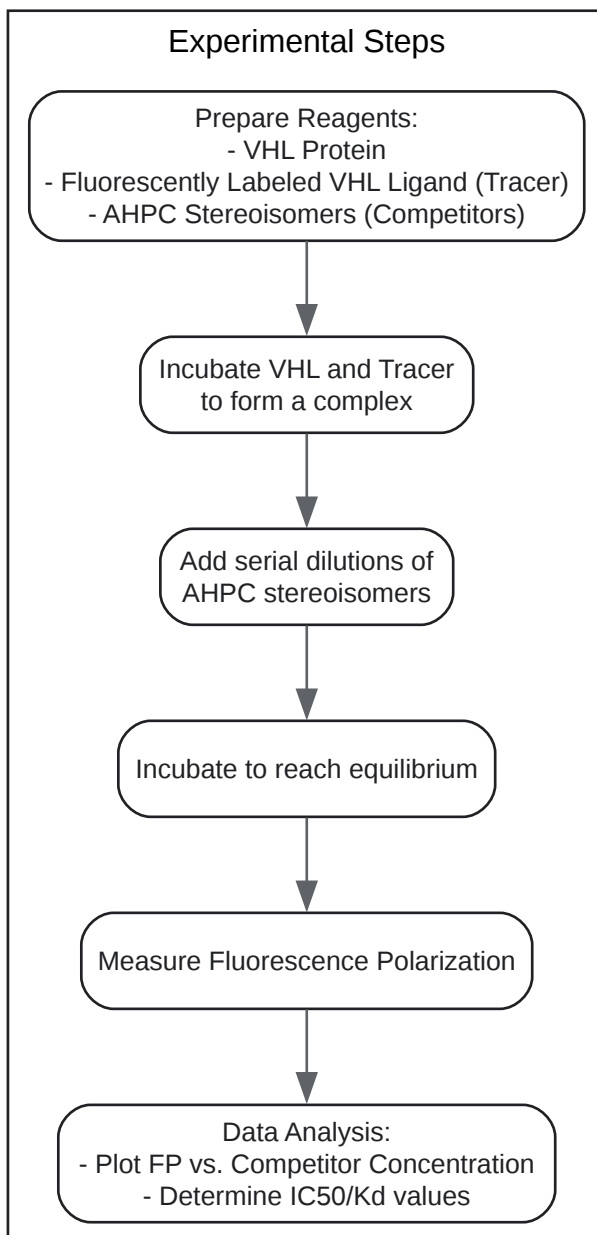 Experimental Steps
Prepare Reagents:
- VHL Protein
- Fluorescently Labeled VHL Ligand (Tracer)
- AHPC Stereoisomers (Competitors)
Incubate VHL and Tracer
to form a complex
Add serial dilutions of
AHPC stereoisomers
Incubate to reach equilibrium
Measure Fluorescence Polarization
Data Analysis:
- Plot FP vs. Competitor Concentration
- Determine IC50/Kd values